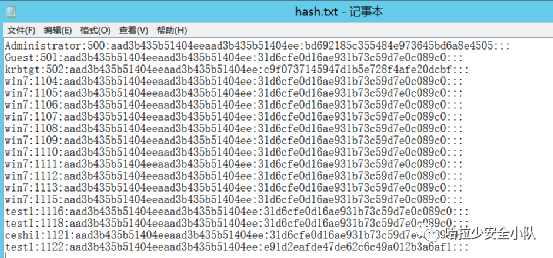 hash.txt - 记事本
文件(F) 编辑(E) 格式(O) 查看(V) 帮助(H)
Administrator:500:aad3b435b51404eeaad3b435b51404ee:bd692185c355484e973645bd6a8e4505:::
Guest:501:aad3b435b51404eeaad3b435b51404ee:31d6cfe0d16ae931b73c59d7e0c089c0:::
krbtgt:502:aad3b435b51404eeaad3b435b51404ee:c9f0737145947d1b5e728f4afe20dcbf:::
win7:1104:aad3b435b51404eeaad3b435b51404ee:31d6cfe0d16ae931b73c59d7e0c089c0:::
win7:1105:aad3b435b51404eeaad3b435b51404ee:31d6cfe0d16ae931b73c59d7e0c089c0:::
win7:1106:aad3b435b51404eeaad3b435b51404ee:31d6cfe0d16ae931b73c59d7e0c089c0:::
win7:1107:aad3b435b51404eeaad3b435b51404ee:31d6cfe0d16ae931b73c59d7e0c089c0:::
win7:1108:aad3b435b51404eeaad3b435b51404ee:31d6cfe0d16ae931b73c59d7e0c089c0:::
win7:1109:aad3b435b51404eeaad3b435b51404ee:31d6cfe0d16ae931b73c59d7e0c089c0:::
win7:1110:aad3b435b51404eeaad3b435b51404ee:31d6cfe0d16ae931b73c59d7e0c089c0:::
win7:1111:aad3b435b51404eeaad3b435b51404ee:31d6cfe0d16ae931b73c59d7e0c089c0:::
win7:1112:aad3b435b51404eeaad3b435b51404ee:31d6cfe0d16ae931b73c59d7e0c089c0:::
win7:1113:aad3b435b51404eeaad3b435b51404ee:31d6cfe0d16ae931b73c59d7e0c089c0:::
win7:1115:aad3b435b51404eeaad3b435b51404ee:31d6cfe0d16ae931b73c59d7e0c089c0:::
test1:1116:aad3b435b51404eeaad3b435b51404ee:31d6cfe0d16ae931b73c59d7e0c089c0:::
test1:1118:aad3b435b51404eeaad3b435b51404ee:31d6cfe0d16ae931b73c59d7e0c089c0:::
ceshi1:1121:aad3b435b51404eeaad3b435b51404ee:31d6cfe0d16ae931b73c59d7e0c089c0:::
test1:1122:aad3b435b51404eeaad3b435b51404ee:e91d2eafde47de62c6c49a012b3a6af1:::
哈拉少安全小队